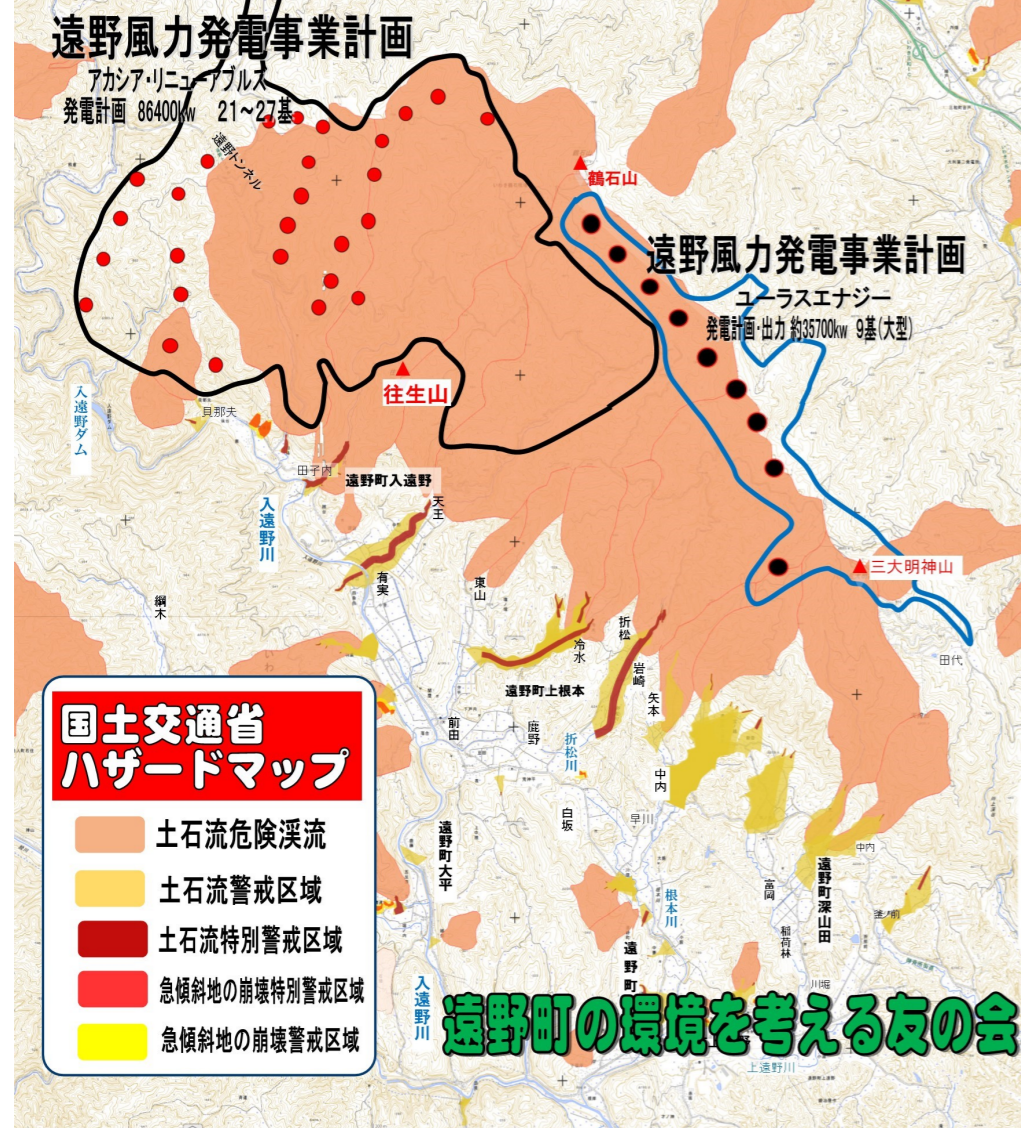 遠野風力発電事業計画
アカシア・リニューアブルズ
発電計画 86400kw 21～27基
遠野トンネル
鶴石山
遠野風力発電事業計画
ユーラスエナジー
発電計画・出力 約35700kw 9基(大型)
往生山
入遠野ダム
貝那夫
田子内
遠野町入遠野
天王
入遠野川
有実
綱木
東山
三大明神山
田代
折松
冷水
岩崎
矢本
遠野町上根本
前田
鹿野
折松川
中内
白坂
早川
遠野町大平
中内
遠野町深山田
富岡
釜ノ前
根本川
稲荷林
遠野町
川堀
入遠野川
上遠野川
国土交通省
ハザードマップ
土石流危険渓流
土石流警戒区域
土石流特別警戒区域
急傾斜地の崩壊特別警戒区域
急傾斜地の崩壊警戒区域
遠野町の環境を考える友の会